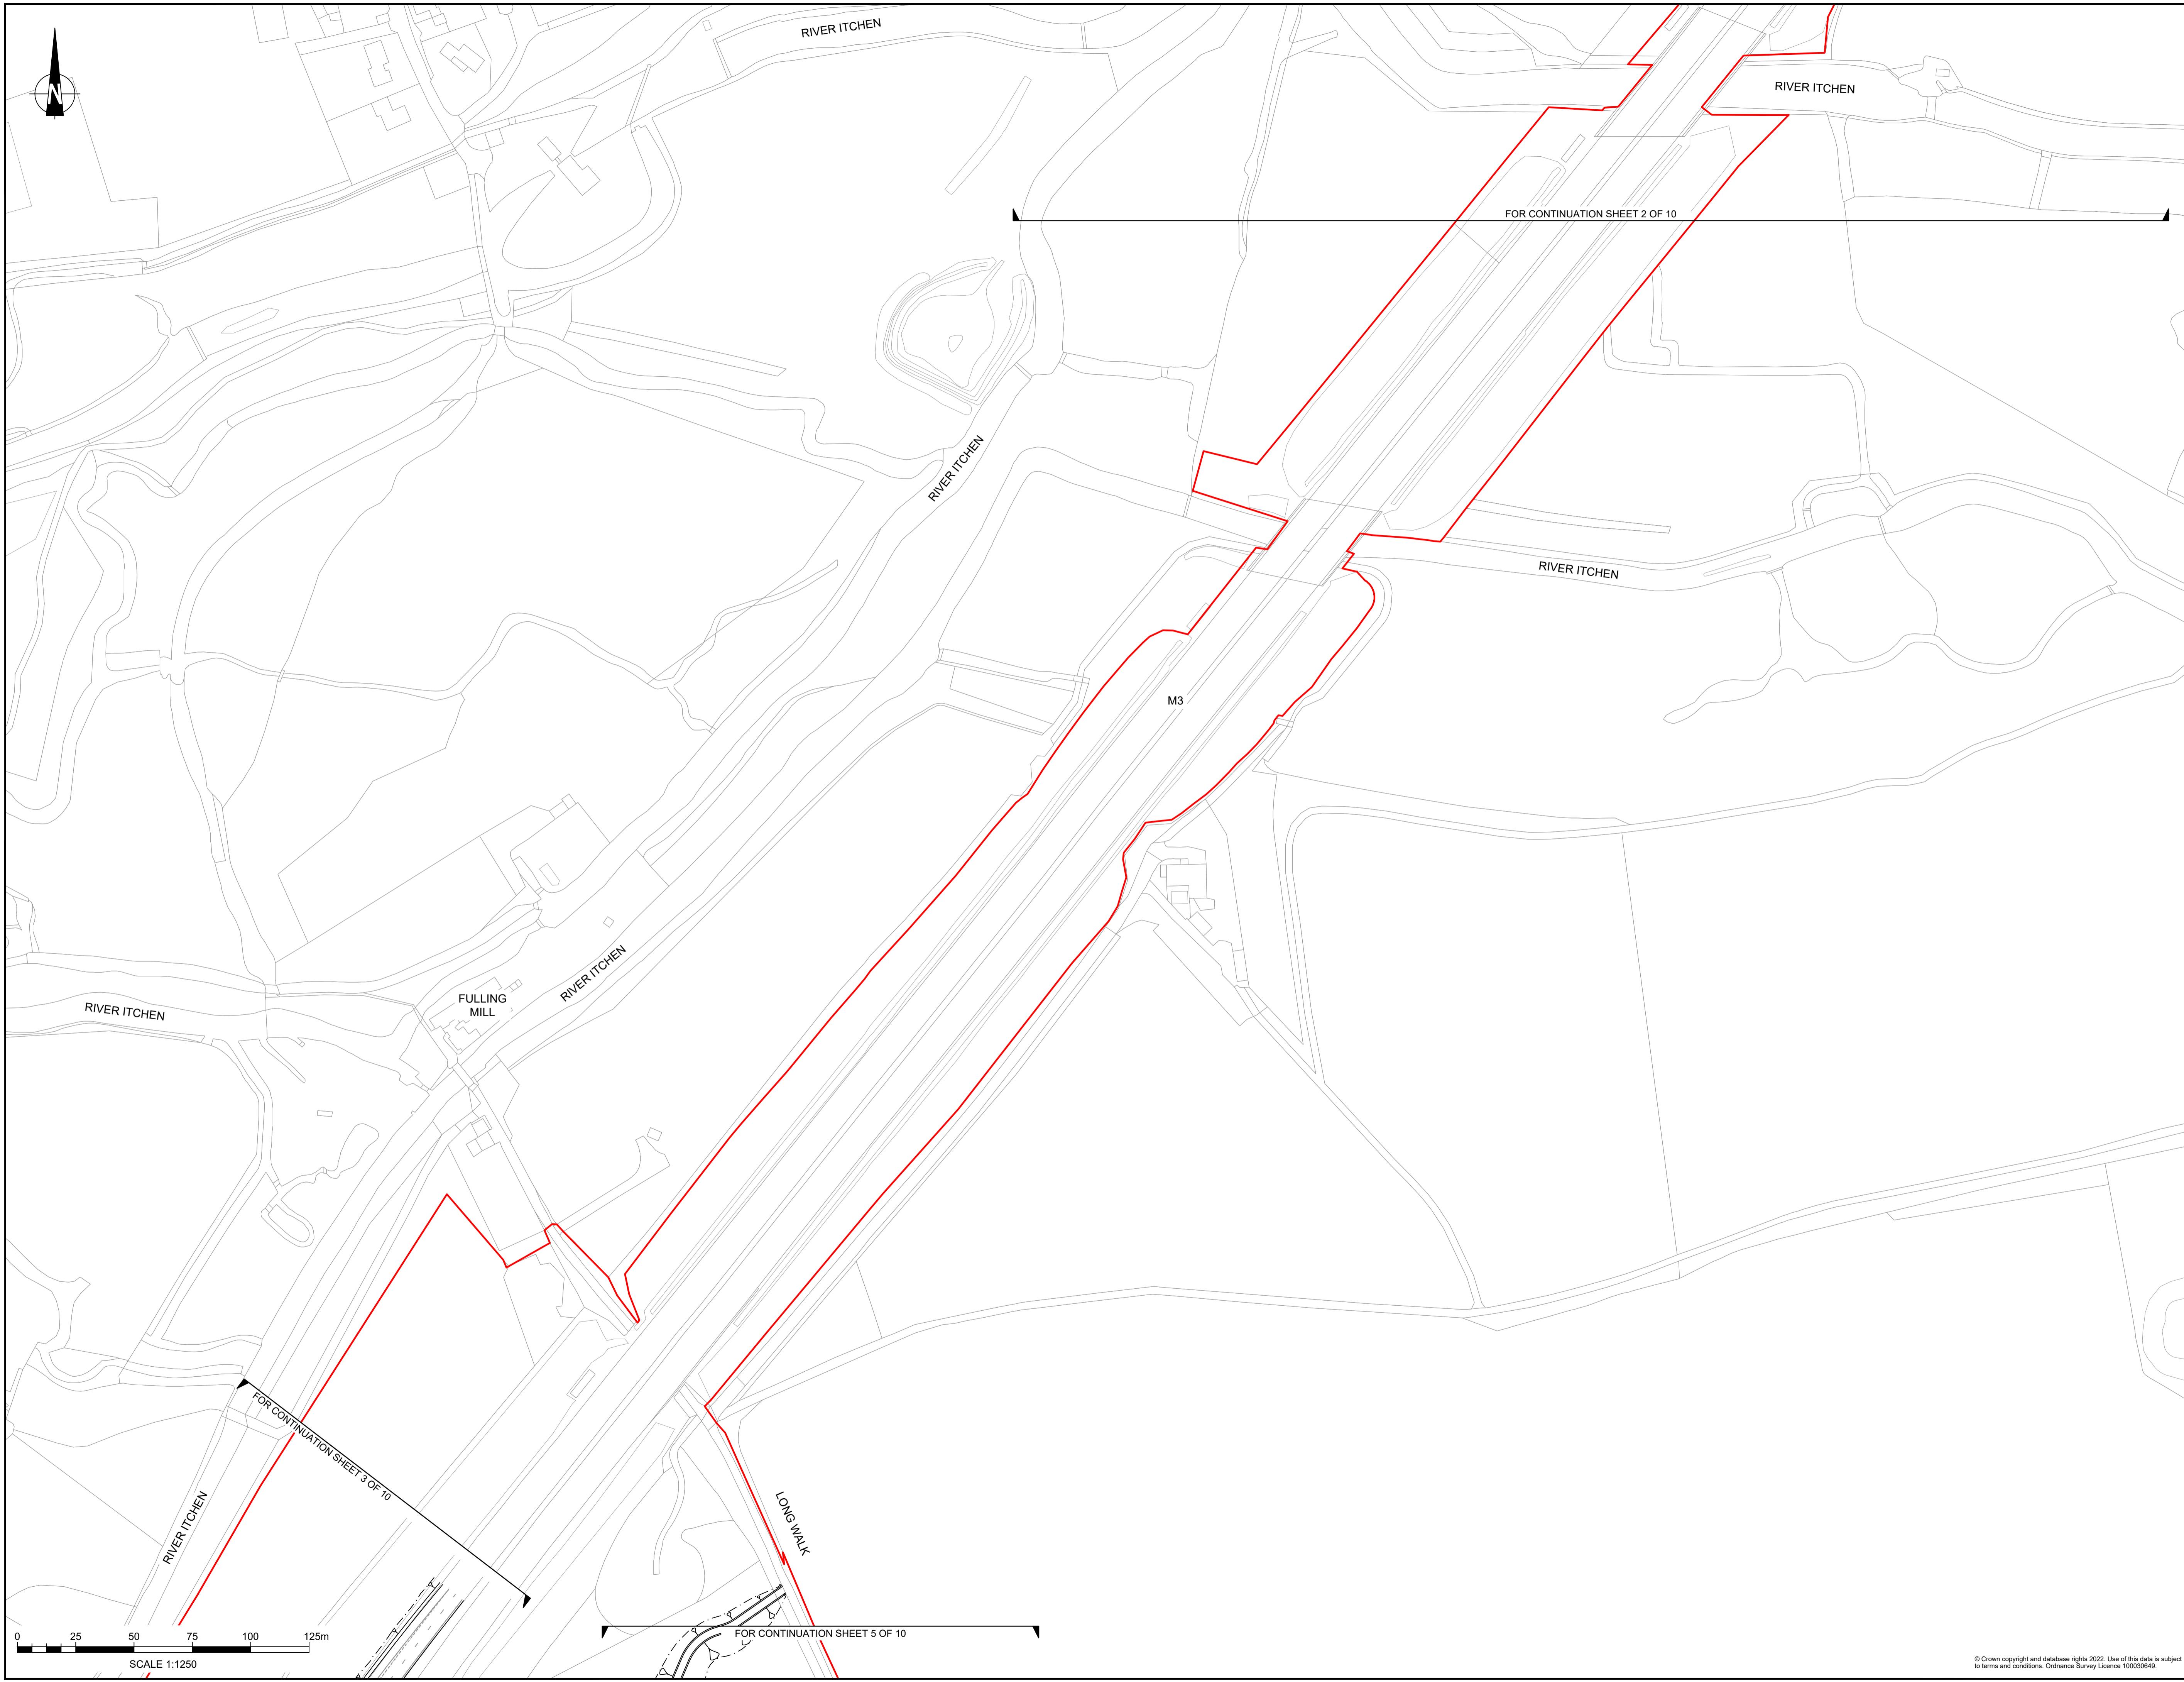 RIVER ITCHEN
N
RIVER ITCHEN
FOR CONTINUATION SHEET 2 OF 10
RIVER ITCHEN
RIVER ITCHEN
M3
RIVER ITCHEN
FULLING
MILL
RIVER ITCHEN
FOR CONTINUATION SHEET 3 OF 10
RIVER ITCHEN
LONG WALK
FOR CONTINUATION SHEET 5 OF 10
0 25 50 75 100 125m
SCALE 1:1250
© Crown copyright and database rights 2022. Use of this data is subject
to terms and conditions. Ordnance Survey Licence 100030649.